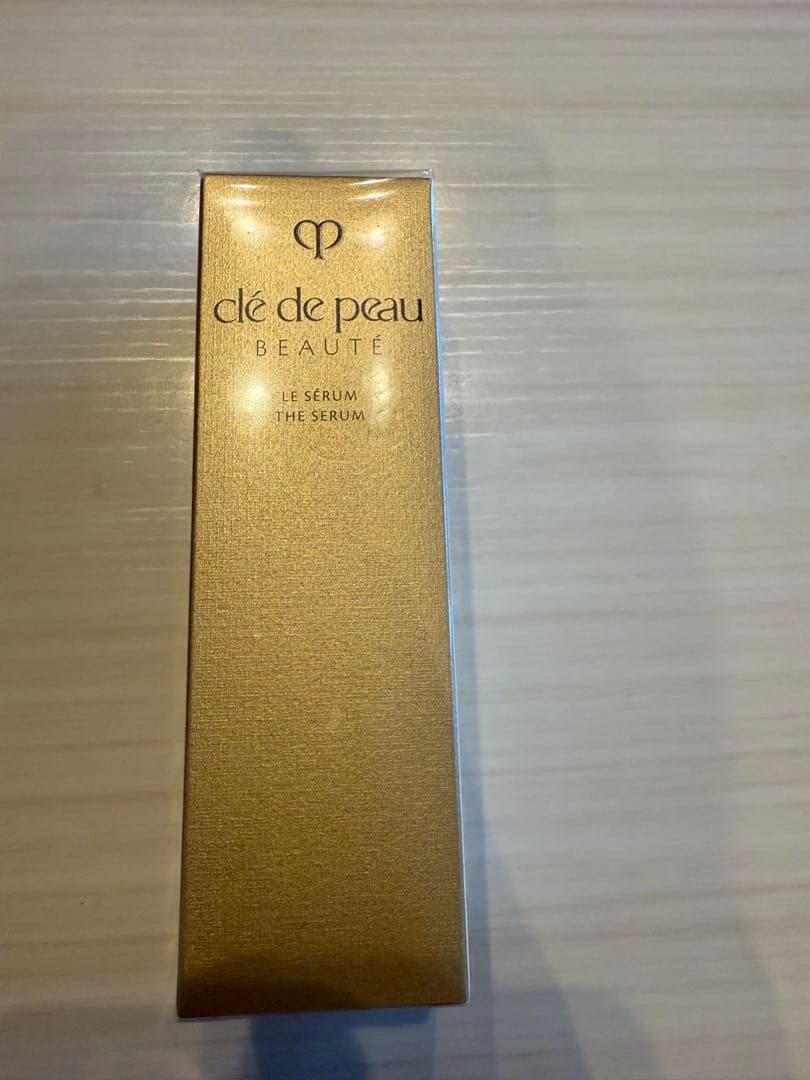 clé de peau
BEAUTÉ
LE SÉRUM
THE SERUM